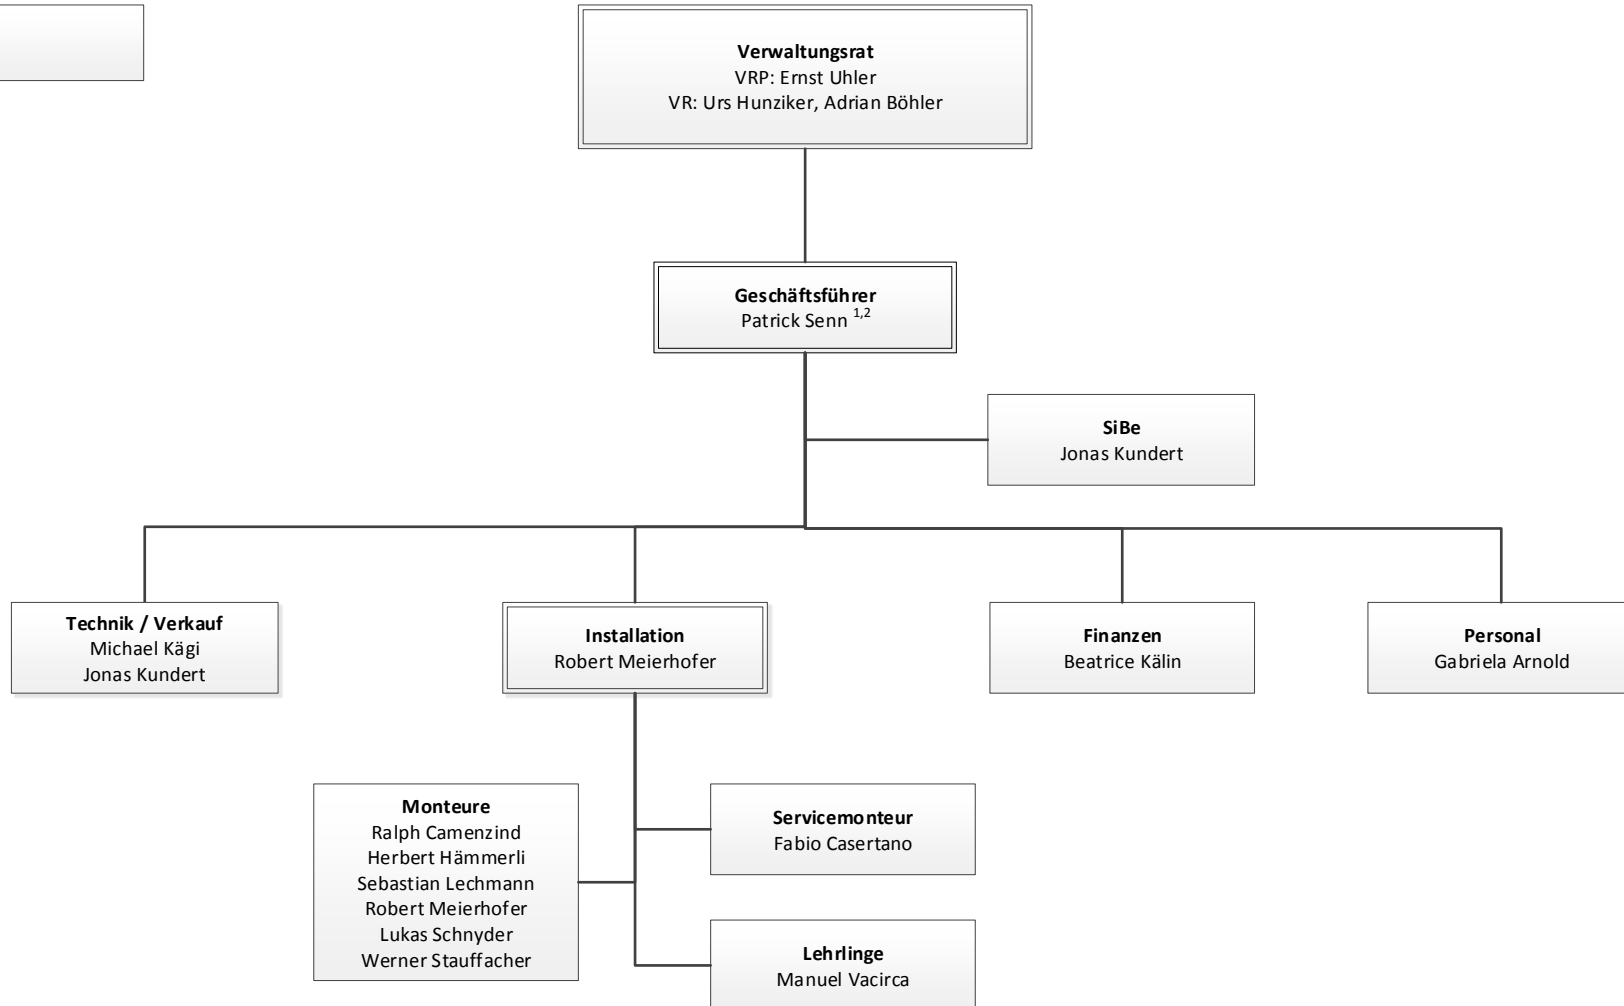 Verwaltungsrat
VRP: Ernst Uhler
VR: Urs Hunziker, Adrian Böhler
Geschäftsführer
Patrick Senn 1,2
SiBe
Jonas Kundert
Technik / Verkauf
Michael Kägi
Jonas Kundert
Installation
Robert Meierhofer
Finanzen
Beatrice Kälin
Personal
Gabriela Arnold
Monteure
Ralph Camenzind
Herbert Hämmerli
Sebastian Lechmann
Robert Meierhofer
Lukas Schnyder
Werner Stauffacher
Servicemonteur
Fabio Casertano
Lehrlinge
Manuel Vacirca